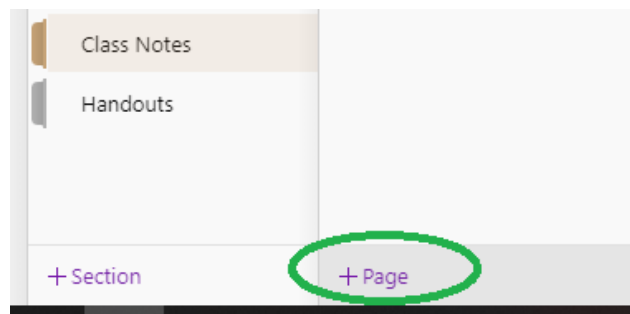 Class Notes
Handouts
+ Section
+ Page